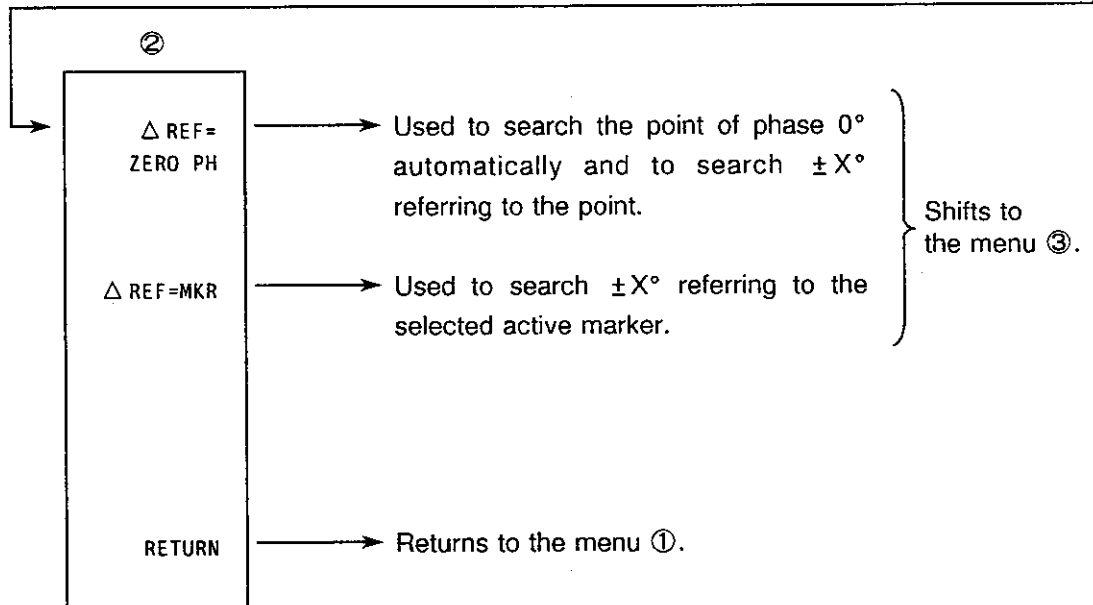 ②
△ REF=
ZERO PH
Used to search the point of phase 0°
automatically and to search ±X°
referring to the point.
△ REF=MKR
Used to search ±X° referring to the
selected active marker.
Shifts to
the menu ③.
RETURN
Returns to the menu ①.